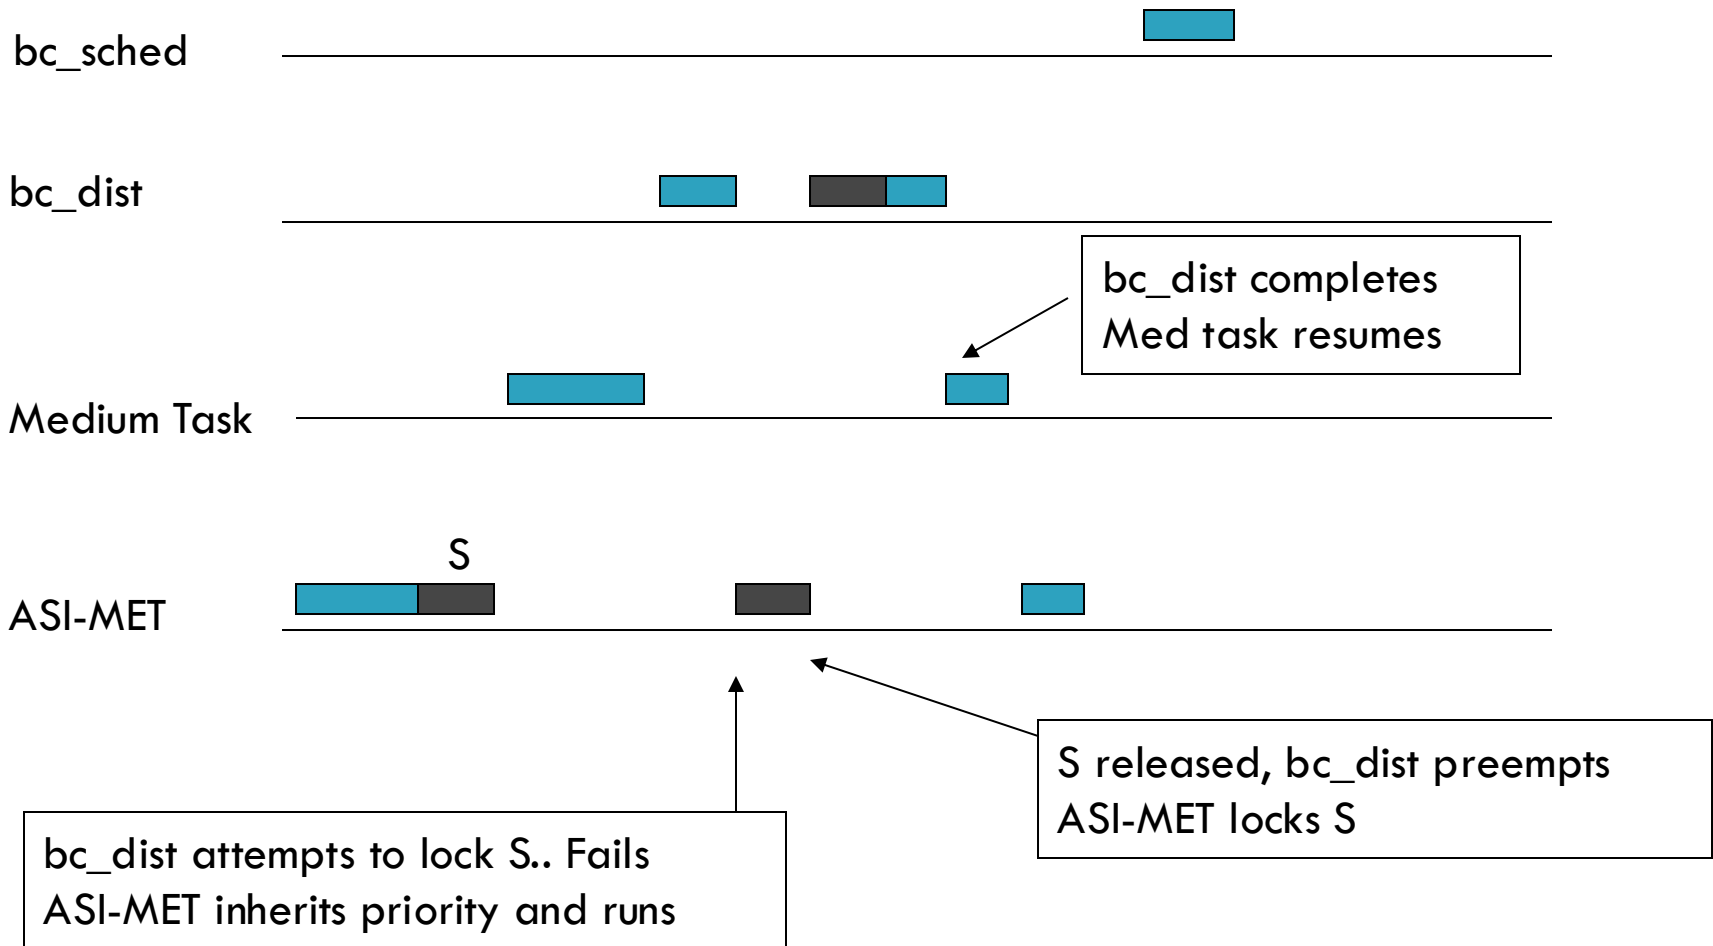 bc_sched
bc_dist
bc_dist completes
Med task resumes
Medium Task
S
ASI-MET
S released, bc_dist preempts
ASI-MET locks S
bc_dist attempts to lock S.. Fails
ASI-MET inherits priority and runs